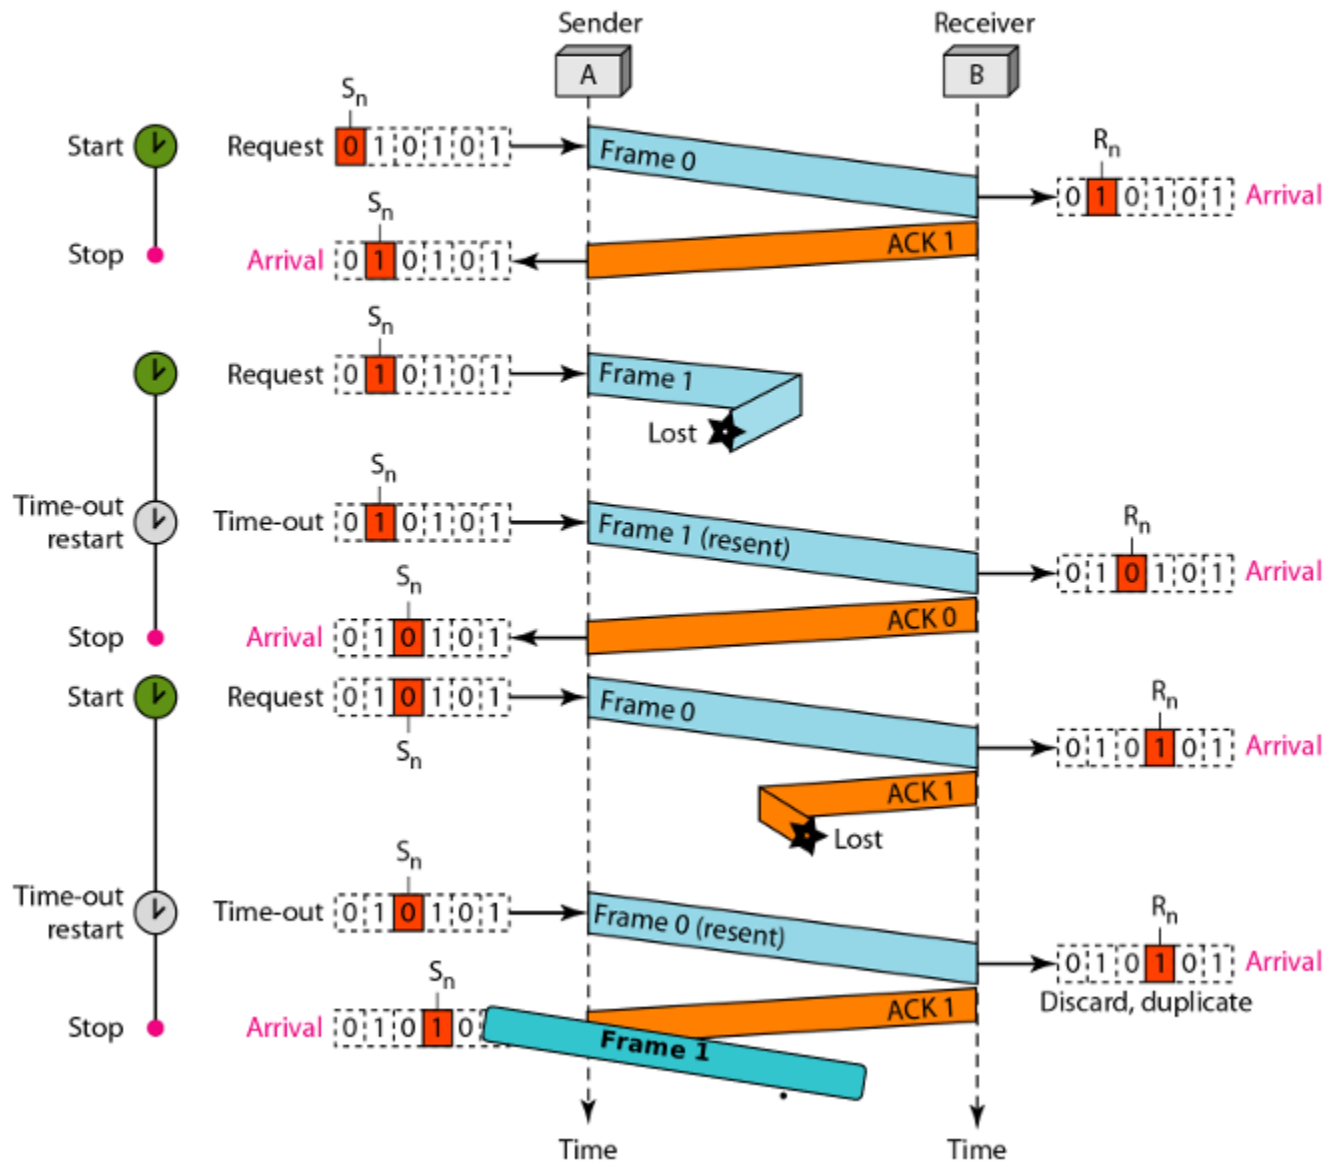 Sender Receiver
A B
Sn
Start Request 0 1 0 1 0 1 Frame 0
Rn
0 1 0 1 0 1 Arrival
Sn
ACK 1
Stop Arrival 0 1 0 1 0 1
Sn
Request 0 1 0 1 0 1 Frame 1
Lost
Sn
Time-out
restart
Time-out 0 1 0 1 0 1 Frame 1 (resent)
Rn
0 1 0 1 0 1 Arrival
Sn
ACK 0
Stop Arrival 0 1 0 1 0 1
Start Request 0 1 0 1 0 1 Frame 0
Sn
Rn
0 1 0 1 0 1 Arrival
ACK 1
Lost
Sn
Time-out
restart
Time-out 0 1 0 1 0 1 Frame 0 (resent)
Rn
0 1 0 1 0 1 Arrival
Discard, duplicate
Sn
ACK 1
Stop Arrival 0 1 0 1 0
Frame 1
Time Time